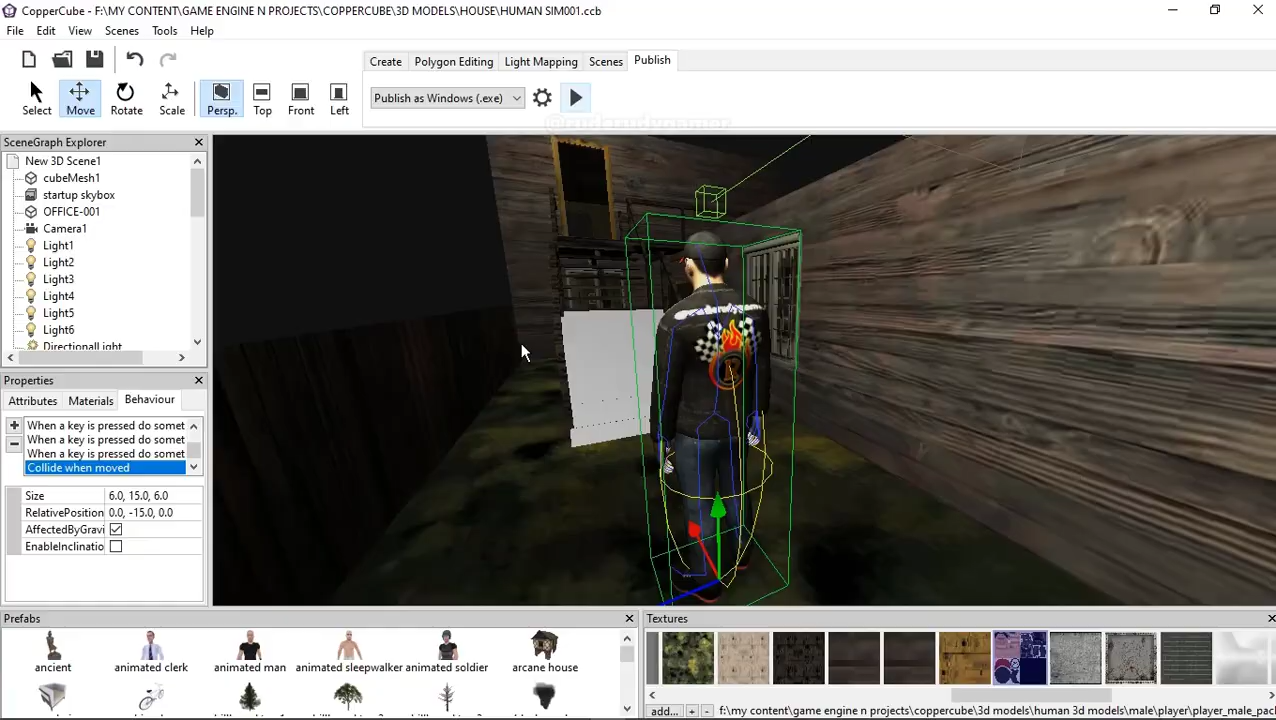 CopperCube - F:\MY CONTENT\GAME ENGINE N PROJECTS\COPPERCUBE\3D MODELS\HOUSE\HUMAN SIM001.ccb
File Edit View Scenes Tools Help
Create Polygon Editing Light Mapping Scenes Publish
Select Move Rotate Scale Persp. Top Front Left
Publish as Windows (.exe)
SceneGraph Explorer
New 3D Scene1
cubeMesh1
startup skybox
OFFICE-001
Camera1
Light1
Light2
Light3
Light4
Light5
Light6
DirectionalLight
Properties
Attributes Materials Behaviour
When a key is pressed do somet
When a key is pressed do somet
When a key is pressed do somet
Collide when moved
Size 6.0, 15.0, 6.0
RelativePosition 0.0, -15.0, 0.0
AffectedByGravi
EnableInclinatio
Prefabs
ancient animated clerk animated man animated sleepwalker animated soldier arcane house
Textures
add... + -
f:\my content\game engine n projects\coppercube\3d models\human 3d models\male\player\player_male_pac